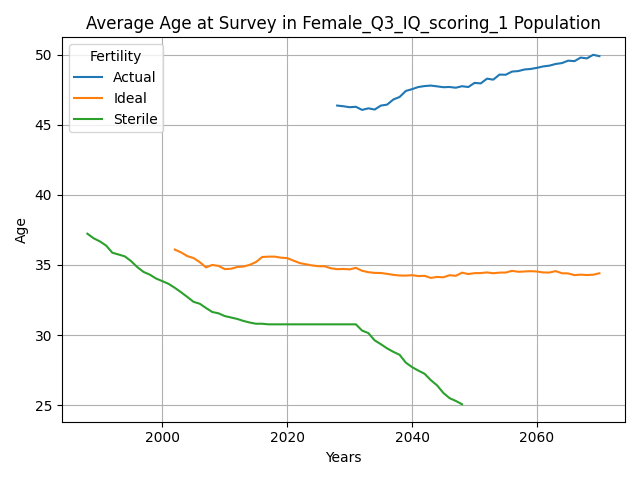 Average Age at Survey in Female_Q3_IQ_scoring_1 Population
Fertility
Actual
Ideal
Sterile
50
45
40
35
30
25
Age
2000
2020
2040
2060
Years